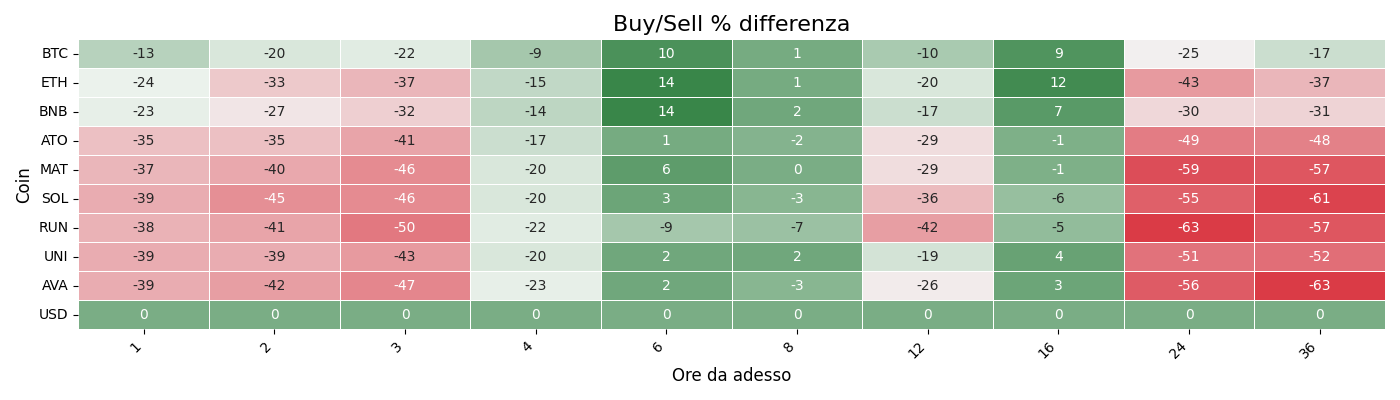 Buy/Sell % differenza
Coin
BTC -13 -20 -22 -9 10 1 -10 9 -25 -17
ETH -24 -33 -37 -15 14 1 -20 12 -43 -37
BNB -23 -27 -32 -14 14 2 -17 7 -30 -31
ATO -35 -35 -41 -17 1 -2 -29 -1 -49 -48
MAT -37 -40 -46 -20 6 0 -29 -1 -59 -57
SOL -39 -45 -46 -20 3 -3 -36 -6 -55 -61
RUN -38 -41 -50 -22 -9 -7 -42 -5 -63 -57
UNI -39 -39 -43 -20 2 2 -19 4 -51 -52
AVA -39 -42 -47 -23 2 -3 -26 3 -56 -63
USD 0 0 0 0 0 0 0 0 0 0
1 2 3 4 6 8 12 16 24 36
Ore da adesso